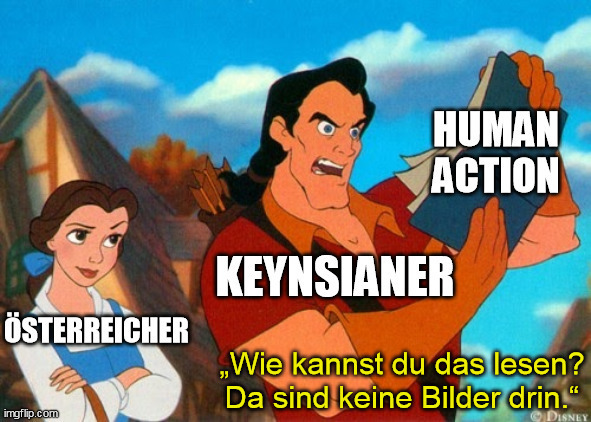 HUMAN
ACTION
KEYNSIANER
ÖSTERREICHER
„Wie kannst du das lesen?
Da sind keine Bilder drin.“
imgflip.com
© DISNEY